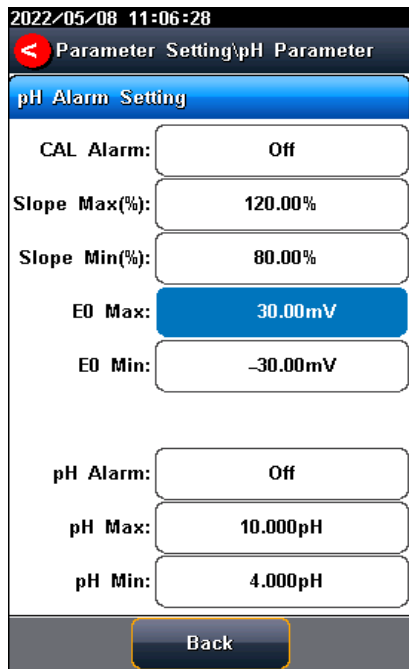 2022/05/08 11:06:28
< Parameter Setting\pH Parameter
pH Alarm Setting
CAL Alarm: Off
Slope Max(%): 120.00%
Slope Min(%): 80.00%
E0 Max: 30.00mV
E0 Min: -30.00mV
pH Alarm: Off
pH Max: 10.000pH
pH Min: 4.000pH
Back